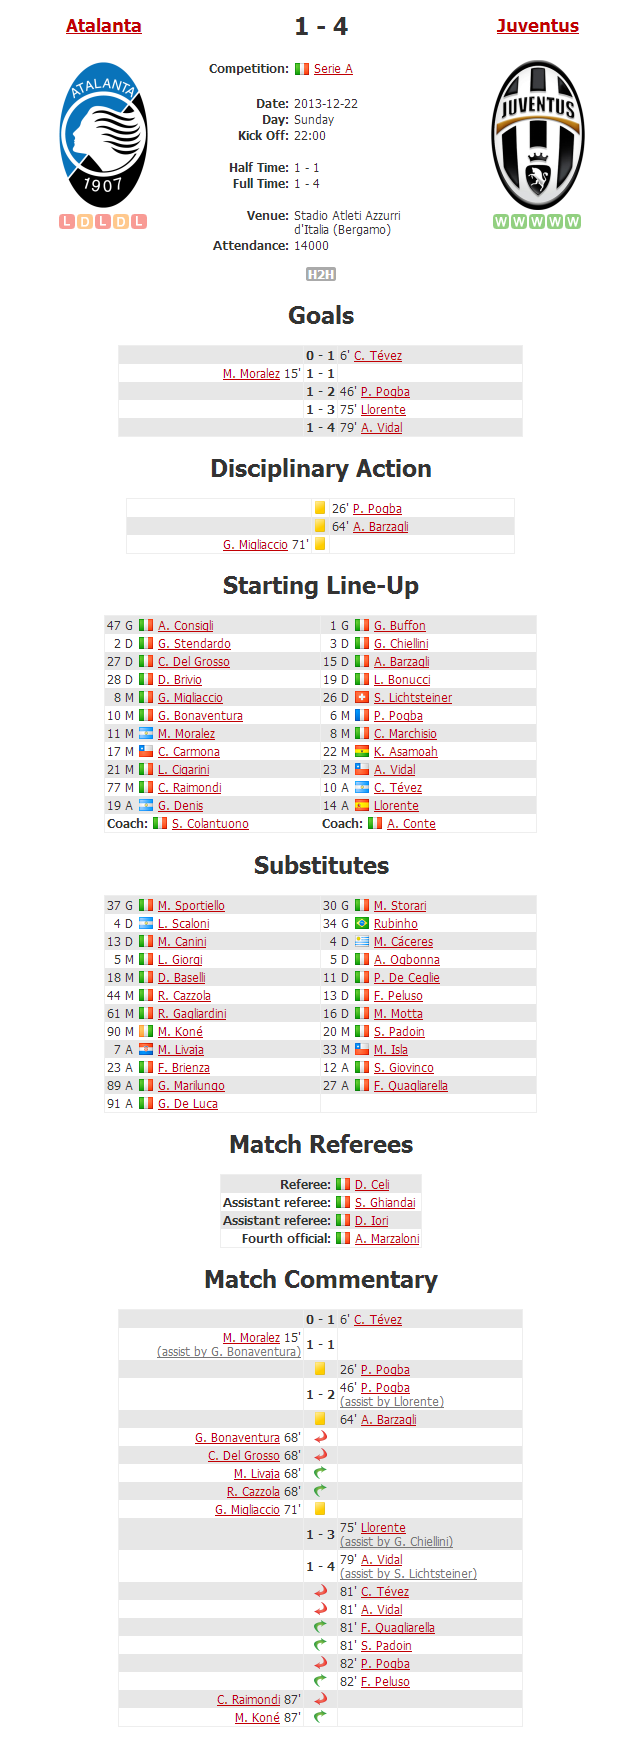 Atalanta 1 - 4 Juventus
Competition: Serie A
ATALANTA
1907
JUVENTUS
Date: 2013-12-22
Day: Sunday
Kick Off: 22:00
Half Time: 1 - 1
Full Time: 1 - 4
Venue: Stadio Atleti Azzurri
d'Italia (Bergamo)
L D L D L
W W W W W
Attendance: 14000
H2H
Goals
0 - 1 6' C. Tévez
M. Moralez 15' 1 - 1
1 - 2 46' P. Pogba
1 - 3 75' Llorente
1 - 4 79' A. Vidal
Disciplinary Action
26' P. Pogba
64' A. Barzagli
G. Migliaccio 71'
Starting Line-Up
47 G A. Consigli 1 G G. Buffon
2 D G. Stendardo 3 D G. Chiellini
27 D C. Del Grosso 15 D A. Barzagli
28 D D. Brivio 19 D L. Bonucci
8 M G. Migliaccio 26 D S. Lichtsteiner
10 M G. Bonaventura 6 M P. Pogba
11 M M. Moralez 8 M C. Marchisio
17 M C. Carmona 22 M K. Asamoah
21 M L. Cigarini 23 M A. Vidal
77 M C. Raimondi 10 A C. Tévez
19 A G. Denis 14 A Llorente
Coach: S. Colantuono Coach: A. Conte
Substitutes
37 G M. Sportiello 30 G M. Storari
4 D L. Scaloni 34 G Rubinho
13 D M. Canini 4 D M. Cáceres
5 M L. Giorgi 5 D A. Ogbonna
18 M D. Baselli 11 D P. De Ceglie
44 M R. Cazzola 13 D F. Peluso
61 M R. Gagliardini 16 D M. Motta
90 M M. Koné 20 M S. Padoin
7 A M. Livaja 33 M M. Isla
23 A F. Brienza 12 A S. Giovinco
89 A G. Marilungo 27 A F. Quagliarella
91 A G. De Luca
Match Referees
Referee: D. Celi
Assistant referee: S. Ghiandai
Assistant referee: D. Iori
Fourth official: A. Marzaloni
Match Commentary
0 - 1 6' C. Tévez
M. Moralez 15' 1 - 1
(assist by G. Bonaventura)
26' P. Pogba
1 - 2 46' P. Pogba
(assist by Llorente)
64' A. Barzagli
G. Bonaventura 68'
C. Del Grosso 68'
M. Livaja 68'
R. Cazzola 68'
G. Migliaccio 71'
1 - 3 75' Llorente
(assist by G. Chiellini)
1 - 4 79' A. Vidal
(assist by S. Lichtsteiner)
81' C. Tévez
81' A. Vidal
81' F. Quagliarella
81' S. Padoin
82' P. Pogba
82' F. Peluso
C. Raimondi 87'
M. Koné 87'